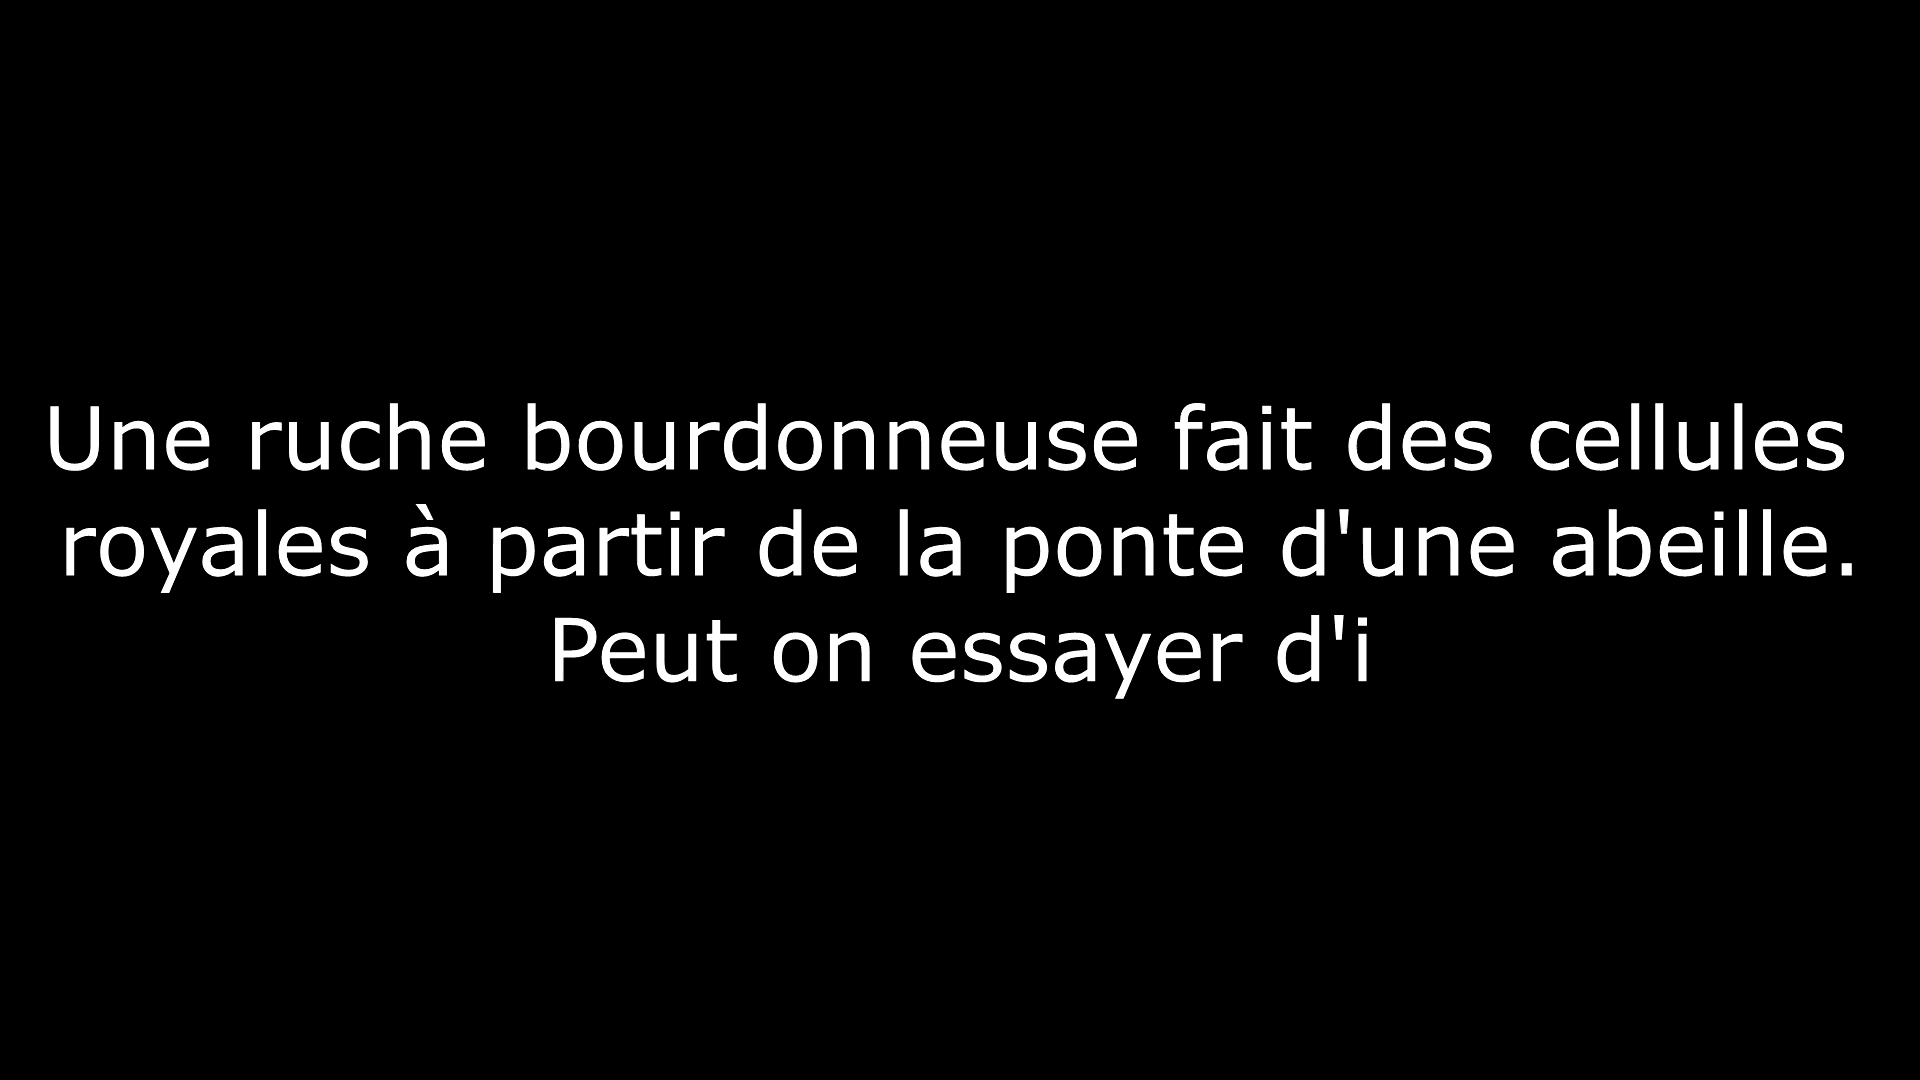 Une ruche bourdonneuse fait des cellules
royales à partir de la ponte d'une abeille.
Peut on essayer d'i